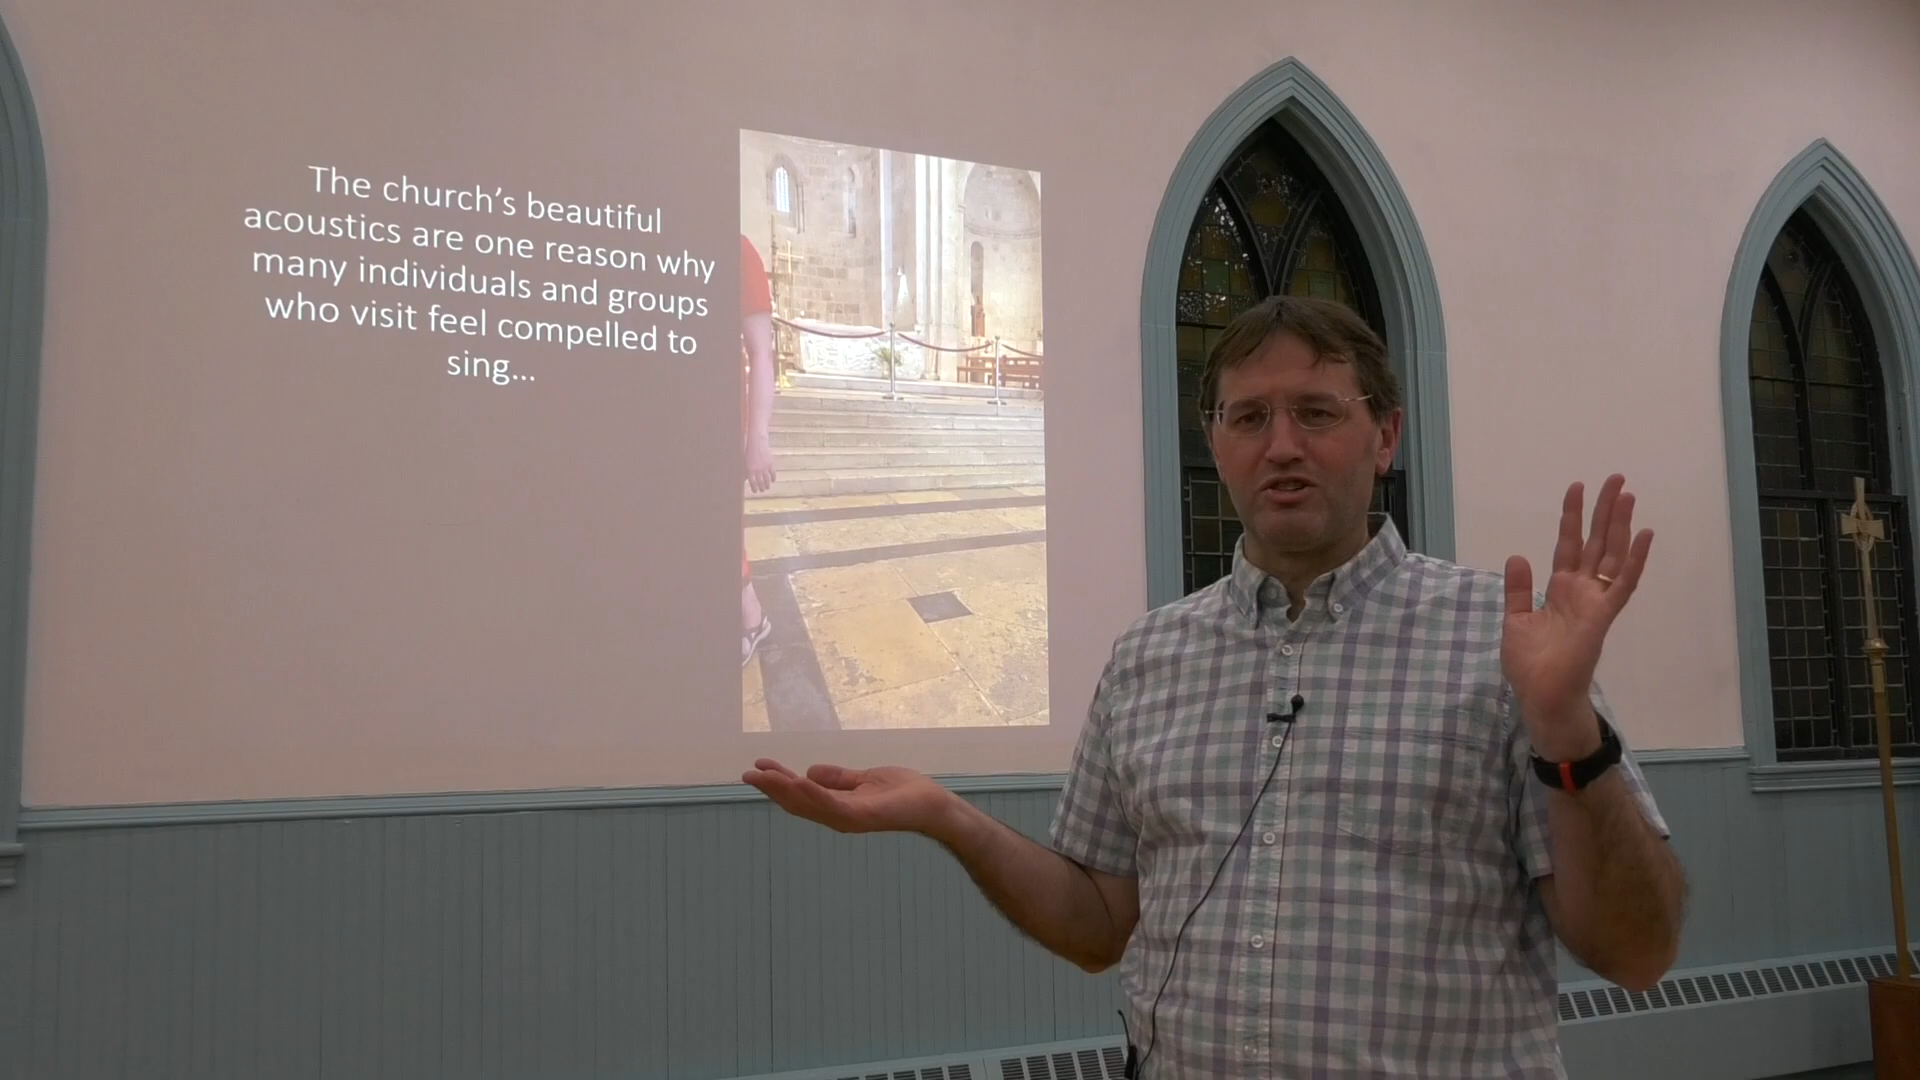 The church’s beautiful
acoustics are one reason why
many individuals and groups
who visit feel compelled to
sing...